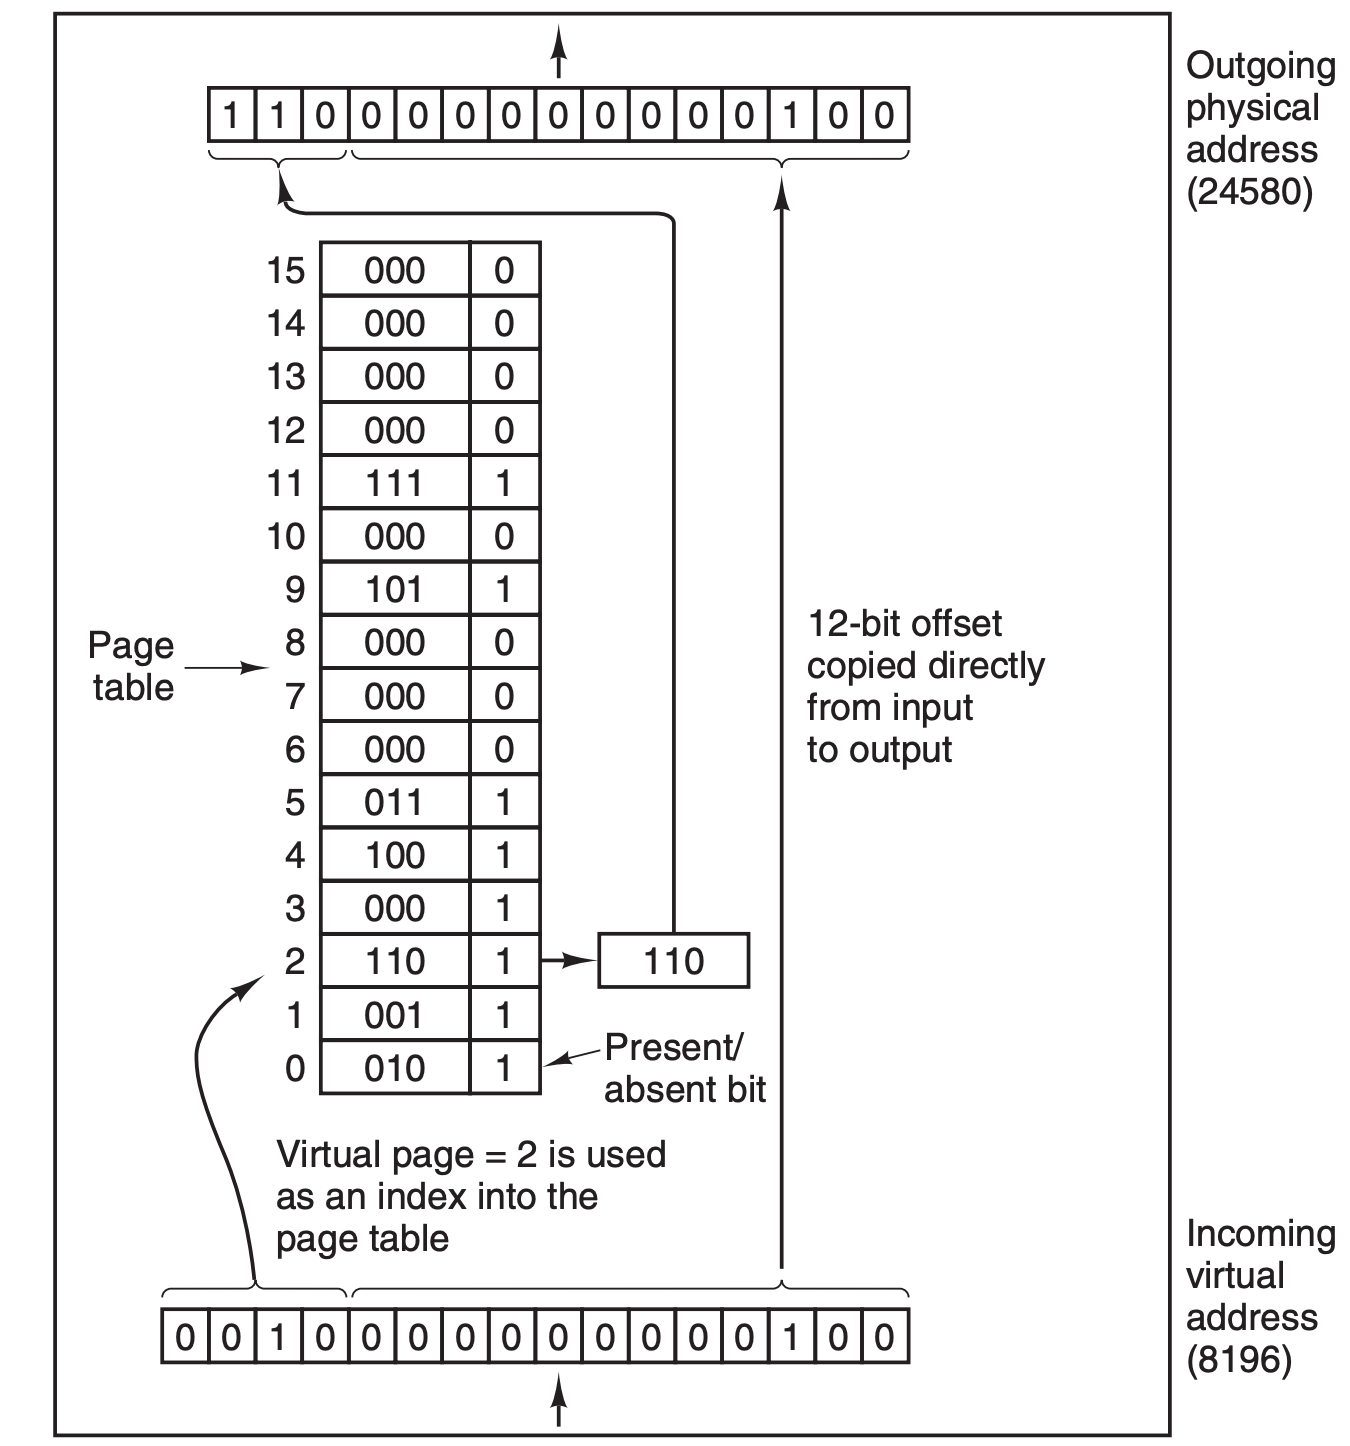 Outgoing
physical
address
(24580)
1 1 0 0 0 0 0 0 0 0 0 0 1 0 0
15 000 0
14 000 0
13 000 0
12 000 0
11 111 1
10 000 0
9 101 1
8 000 0
7 000 0
6 000 0
5 011 1
4 100 1
3 000 1
2 110 1
1 001 1
0 010 1
Page
table
110
12-bit offset
copied directly
from input
to output
Present/
absent bit
Virtual page = 2 is used
as an index into the
page table
0 0 1 0 0 0 0 0 0 0 0 0 0 1 0 0
Incoming
virtual
address
(8196)